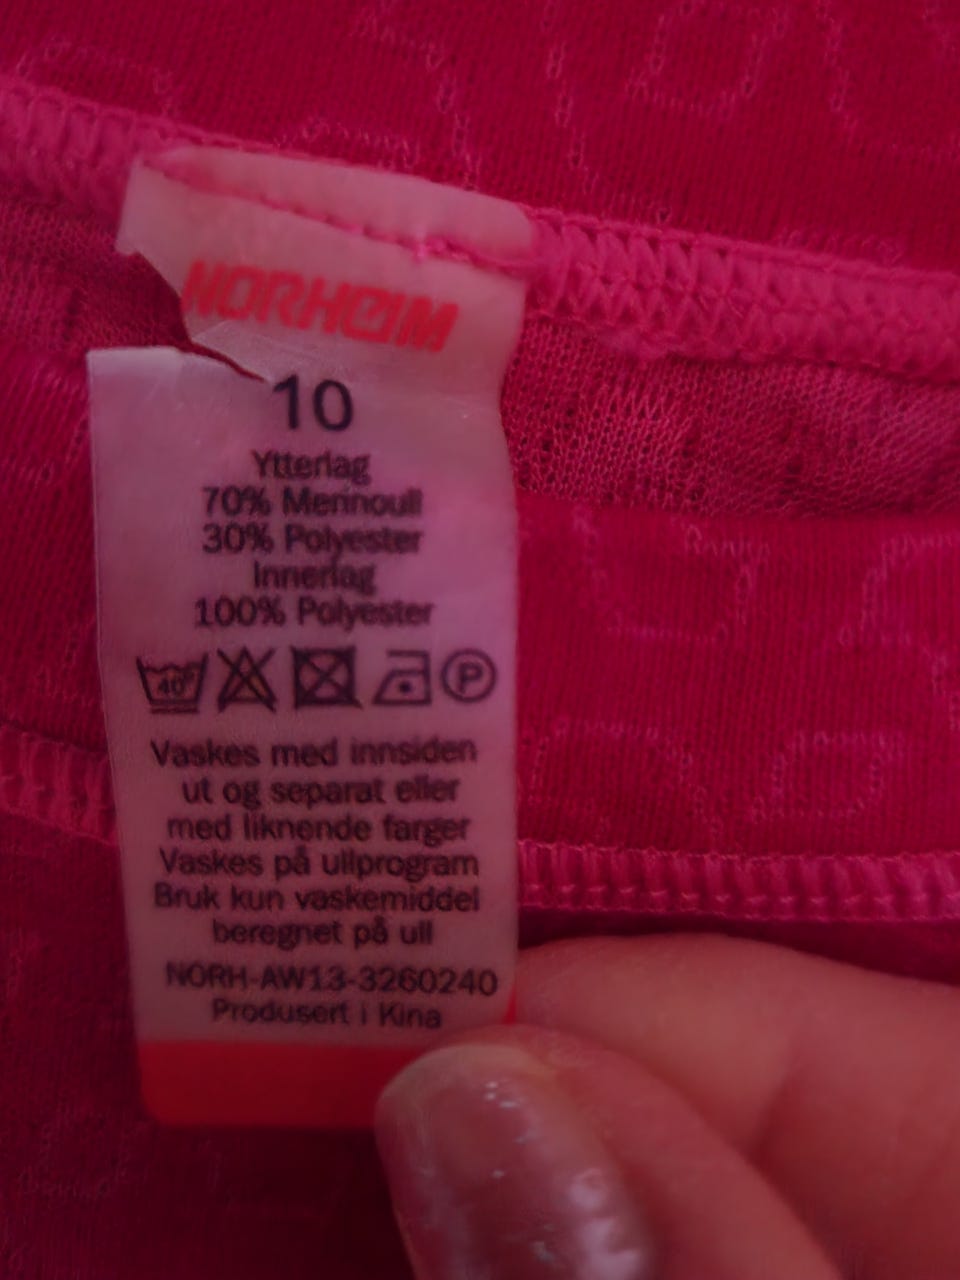 NORHEIM
10
Ytterlag
70% Merinoull
30% Polyester
Innerlag
100% Polyester
40° P
Vaskes med innsiden
ut og separat eller
med liknende farger
Vaskes på ullprogram
Bruk kun vaskemiddel
beregnet på ull
NORH-AW13-3260240
Produsert i Kina